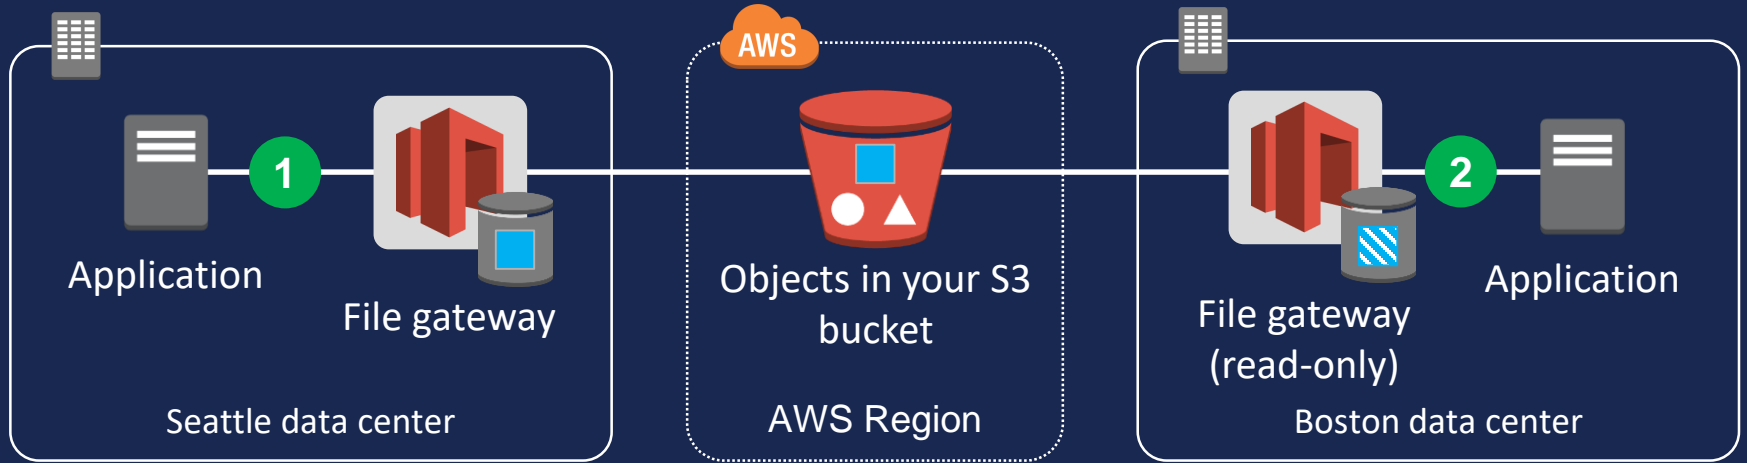 AWS
1
2
Application
File gateway
Seattle data center
Objects in your S3
bucket
AWS Region
File gateway
(read-only)
Application
Boston data center